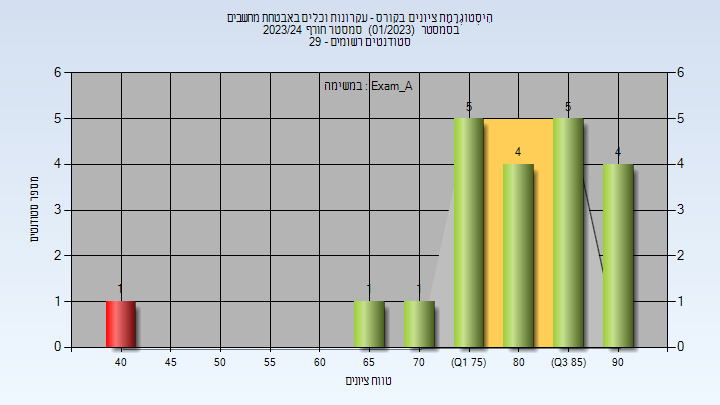 הִיסְטוֹגְרָמַת ציונים בקורס - עקרונות וכלים באבטחת מחשבים
בסמסטר (01/2023) סמסטר חורף 2023/24
סטודנטים רשומים - 29
במשימה : Exam_A
מספר סטודנטים
6 6
5 5
4 4
3 3
2 2
1 1
0 0
1 1 1 5 4 5 4
40 45 50 55 60 65 70 (Q1 75) 80 (Q3 85) 90
טווח ציונים